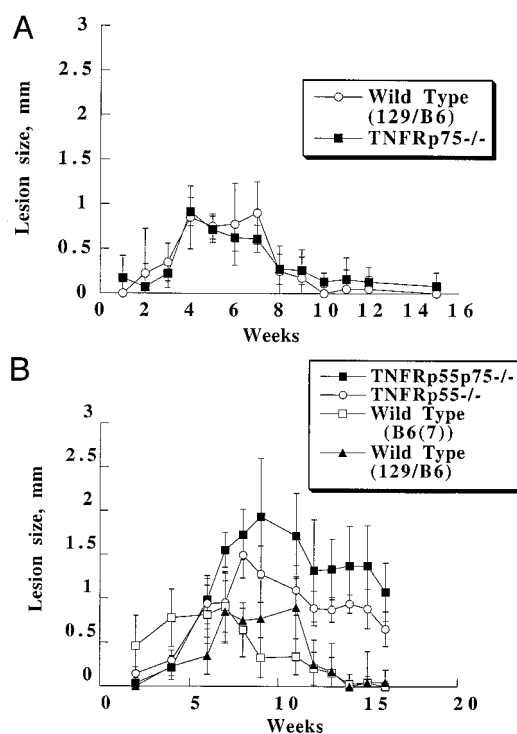 A
3
2.5
2
1.5
1
0.5
0
Lesion size, mm
Wild Type
(129/B6)
TNFRp75-/-
0 2 4 6 8 10 12 14 16
Weeks
B
TNFRp55p75-/-
TNFRp55-/-
Wild Type
(B6(7))
Wild Type
(129/B6)
3
2.5
2
1.5
1
0.5
0
Lesion size, mm
0 5 10 15 20
Weeks